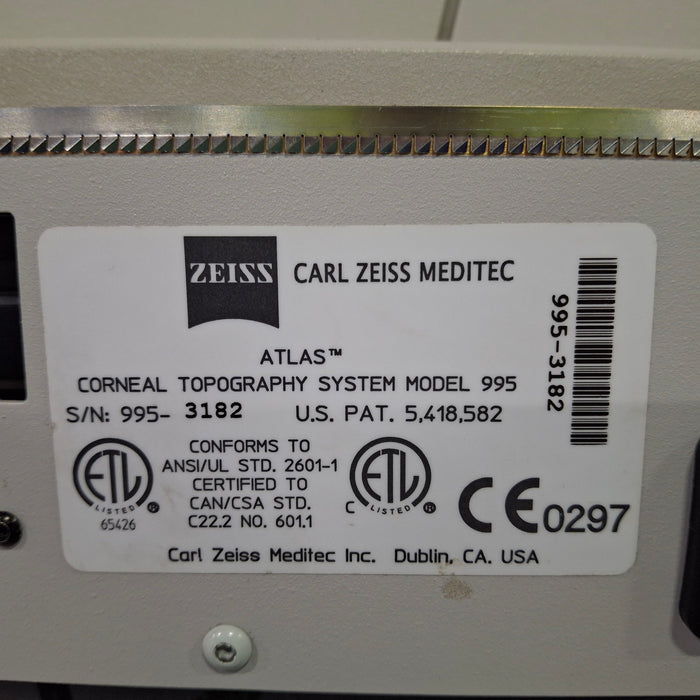 ZEISS CARL ZEISS MEDITEC
ATLAS™
CORNEAL TOPOGRAPHY SYSTEM MODEL 995
S/N: 995- 3182 U.S. PAT. 5,418,582
995-3182
ETL
LISTED ®
65426
CONFORMS TO
ANSI/UL STD. 2601-1
CERTIFIED TO
CAN/CSA STD.
C22.2 NO. 601.1
C ETL
LISTED ®
CE 0297
Carl Zeiss Meditec Inc. Dublin, CA. USA